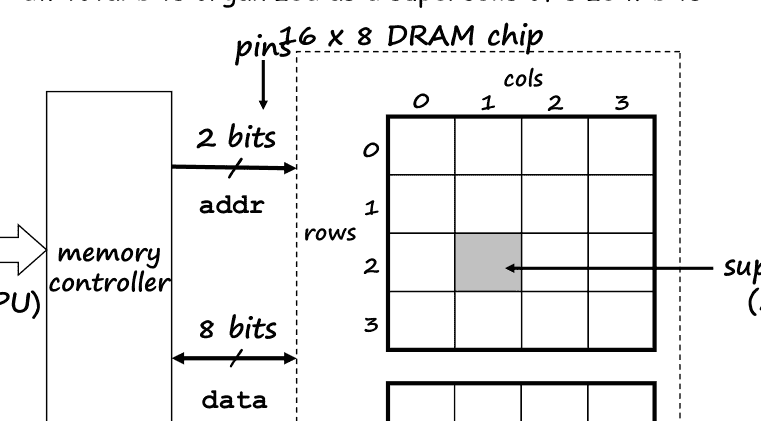 pins
16 x 8 DRAM chip
cols
0 1 2 3
2 bits
addr
0
1
rows
2
3
memory
controller
8 bits
data